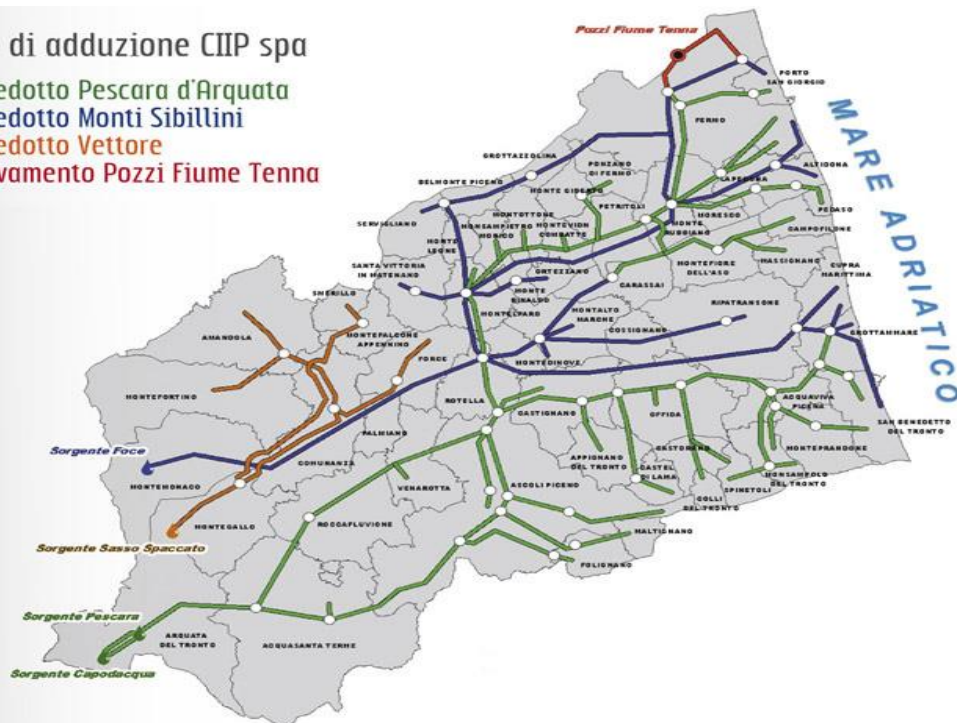 di adduzione CIIP spa
edotto Pescara d'Arquata
edotto Monti Sibillini
edotto Vettore
vamento Pozzi Fiume Tenna
Pozzi Fiume Tenna
PORTO
SAN GIORGIO
FERMO
MARE ADRIATICO
GROTTAZZOLINA
PONZANO
DI FERMO
ALTIDONA
BELMONTE PICENO
MONTE GIBERTO
PETRITOLI
SERVIGLIANO
MONTOTTONE
MORESCO
PEDASO
MONSAMPIETRO
MORICO
COMBATTE
MONTE
CAMPOFILONE
MONTE
LEONE
MONTEFIORE
DELL'ASO
MASSIGNANO
CUPRA
MARITTIMA
SANTA VITTORIA
IN MATENANO
ORTEZZANO
MONTE
RINALDO
CARASSAI
SMERILLO
MONTELPARO
MONTALTO
MARCHE
RIPATRANSONE
AMANDOLA
MONTEFALCONE
APPENNINO
COSSIGNANO
GROTTAMMARE
FORCE
MONTEDINOVE
MONTEFORTINO
ROTELLA
CASTIGNANO
OFFIDA
ACQUAVIVA
PICENA
SAN BENEDETTO
DEL TRONTO
Sorgente Foce
PALMIANO
COMUNANZA
APPIGNANO
DEL TRONTO
CASTORANO
MONTEPRANDONE
MONTEMONACO
VENAROTTA
ASCOLI PICENO
CASTEL
DI LAMA
SPINETOLI
MONSAMPOLO
DEL TRONTO
COLLI
DEL TRONTO
MONTEGALLO
ROCCAFLUVIONE
MALTIGNANO
Sorgente Sasso Spaccato
FOLIGNANO
Sorgente Pescara
ARQUATA
DEL TRONTO
ACQUASANTA TERME
Sorgente Capodacqua